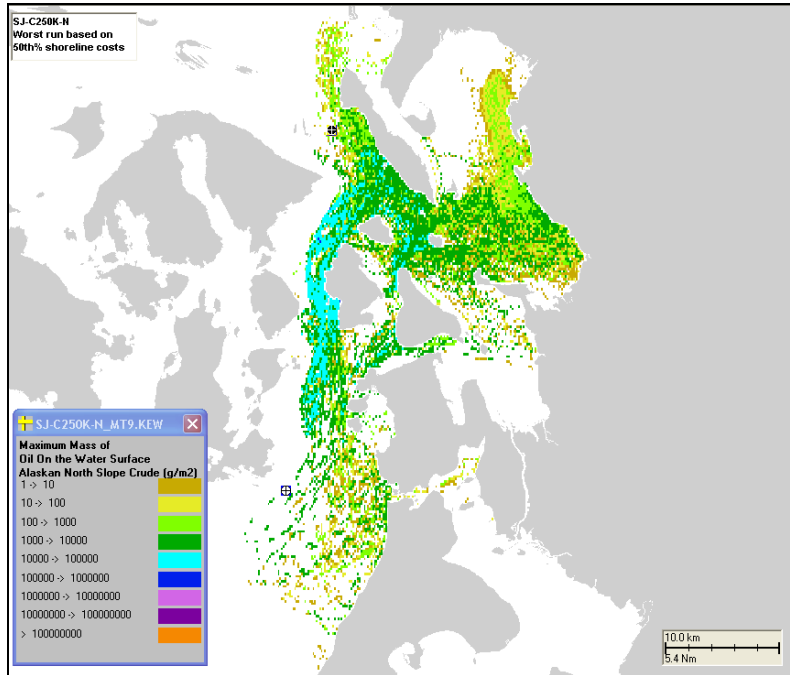 SJ-C250K-N
Worst run based on
50th% shoreline costs
SJ-C250K-N_MT9.KEW
Maximum Mass of
Oil On the Water Surface
Alaskan North Slope Crude (g/m2)
1 -> 10
10 -> 100
100 -> 1000
1000 -> 10000
10000 -> 100000
100000 -> 1000000
1000000 -> 10000000
10000000 -> 100000000
> 100000000
10.0 km
5.4 Nm